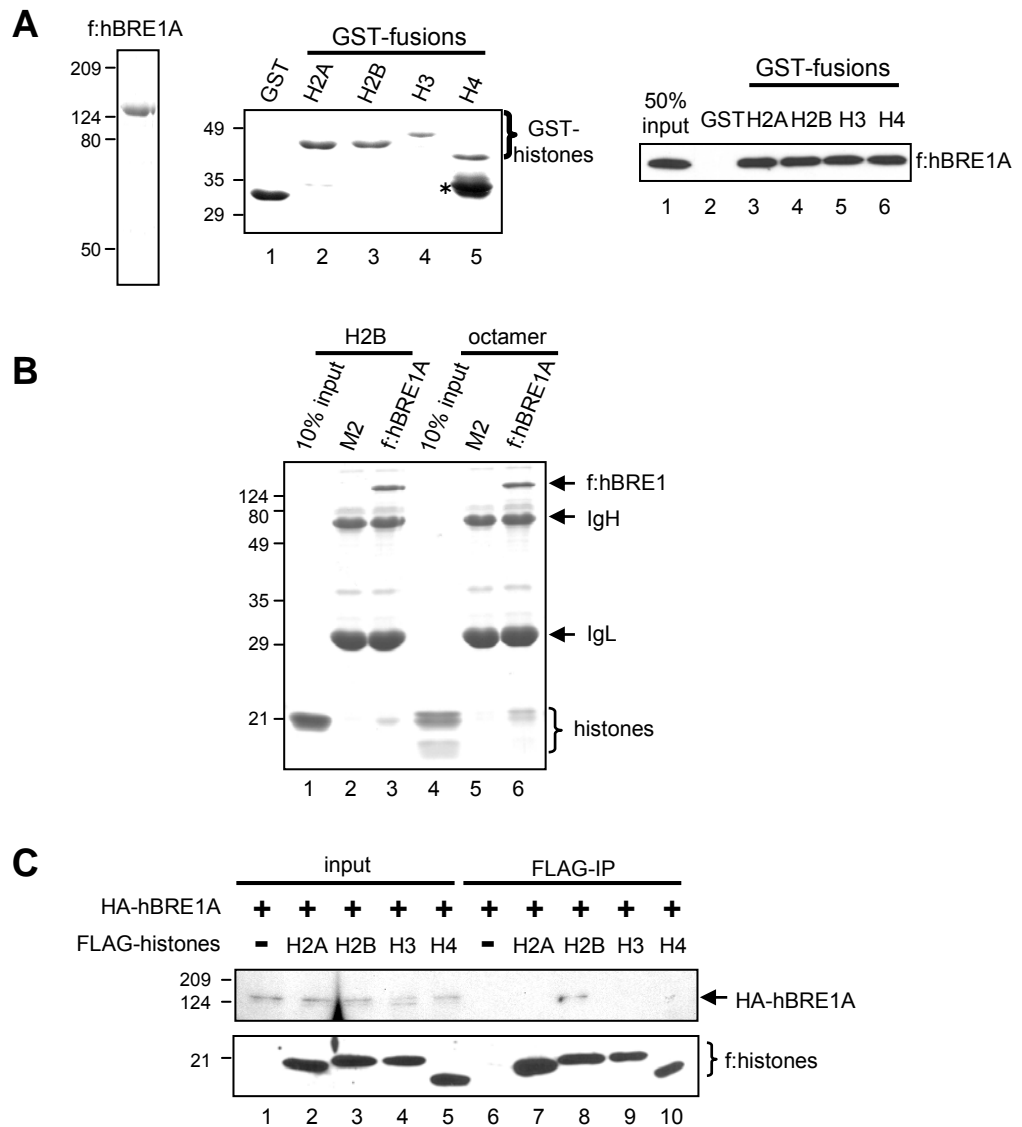 A
f:hBRE1A
209
124
80
50
GST-fusions
GST H2A H2B H3 H4
49
35
29
*
GST-
histones
1 2 3 4 5
GST-fusions
50%
input
GST H2A H2B H3 H4
f:hBRE1A
1 2 3 4 5 6
B
H2B octamer
10% input M2 f:hBRE1A 10% input M2 f:hBRE1A
124
80
49
35
29
21
f:hBRE1
IgH
IgL
histones
1 2 3 4 5 6
C
input FLAG-IP
HA-hBRE1A + + + + + + + + + +
FLAG-histones - H2A H2B H3 H4 - H2A H2B H3 H4
209
124
HA-hBRE1A
21
f:histones
1 2 3 4 5 6 7 8 9 10